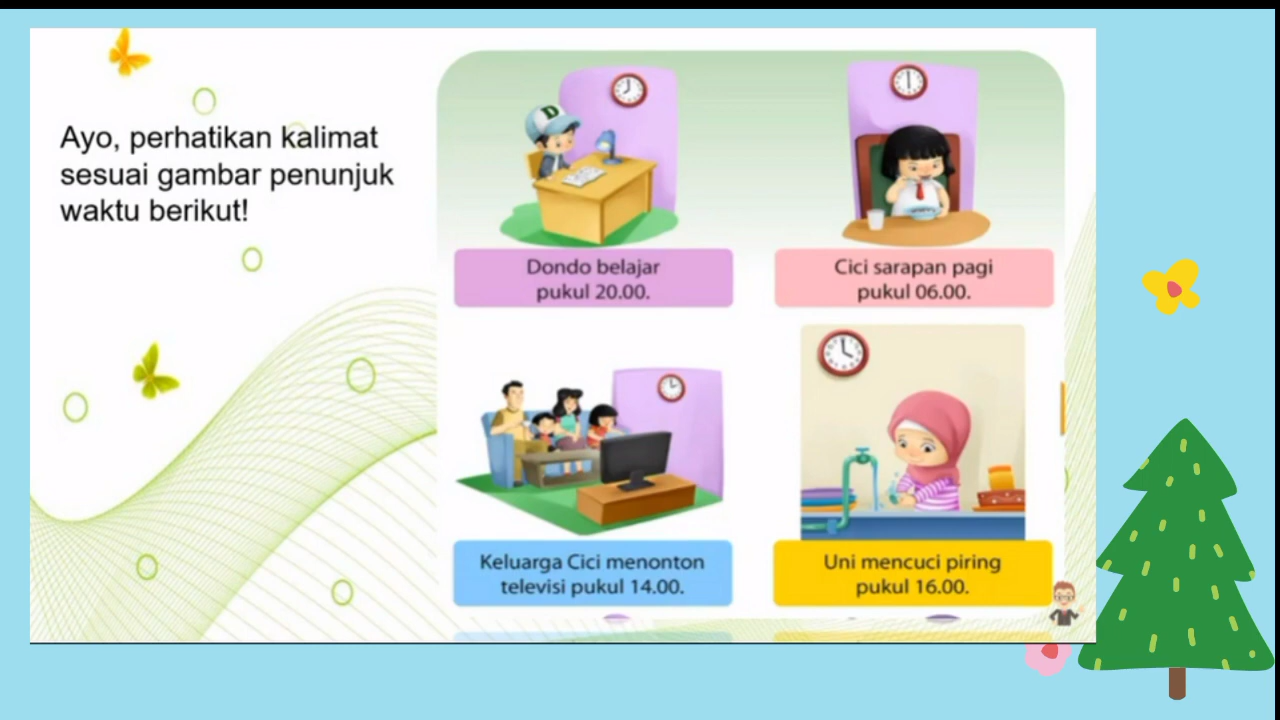 Ayo, perhatikan kalimat
sesuai gambar penunjuk
waktu berikut!
D
Dondo belajar
pukul 20.00.
Cici sarapan pagi
pukul 06.00.
Keluarga Cici menonton
televisi pukul 14.00.
Uni mencuci piring
pukul 16.00.